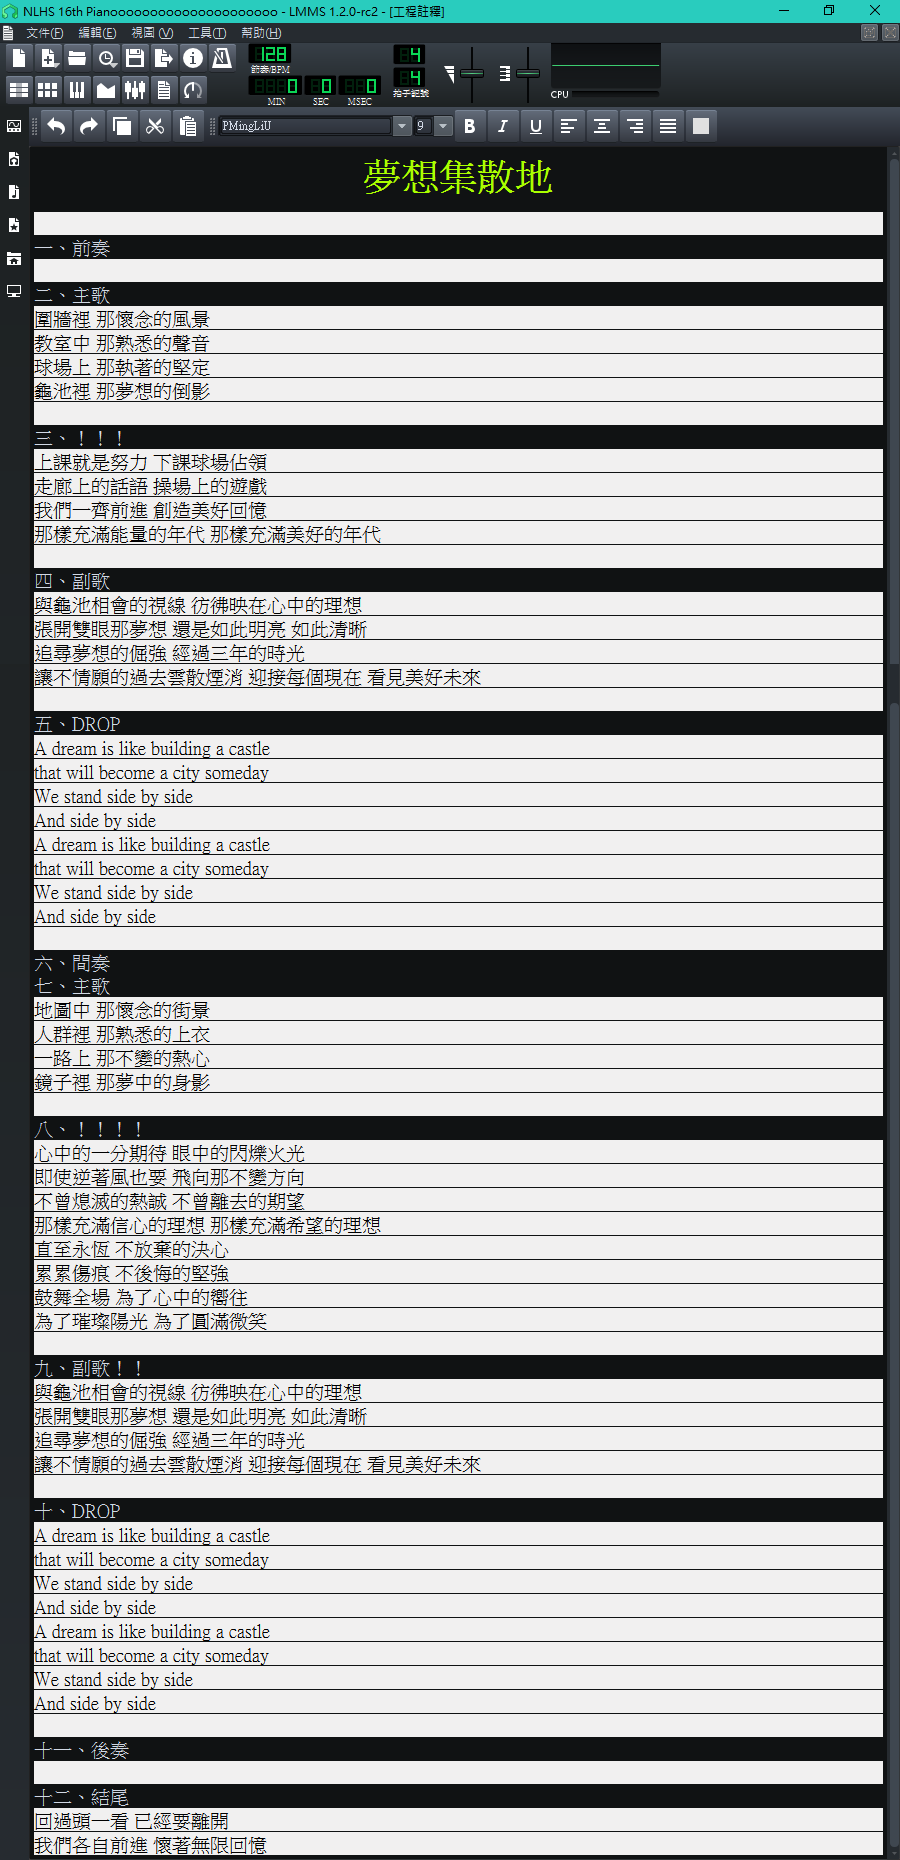 NLHS 16th Pianooooooooooooooooooooo - LMMS 1.2.0-rc2 - [工程註釋]
文件(F) 編輯(E) 視圖 (V) 工具(T) 幫助(H)
128
節奏/BPM
4
4
拍子記號
0 0 0
MIN SEC MSEC
CPU
PMingLiU 9 B I U
夢想集散地
一、前奏
二、主歌
圍牆裡 那懷念的風景
教室中 那熟悉的聲音
球場上 那執著的堅定
龜池裡 那夢想的倒影
三、！！！
上課就是努力 下課球場佔領
走廊上的話語 操場上的遊戲
我們一齊前進 創造美好回憶
那樣充滿能量的年代 那樣充滿美好的年代
四、副歌
與龜池相會的視線 彷彿映在心中的理想
張開雙眼那夢想 還是如此明亮 如此清晰
追尋夢想的倔強 經過三年的時光
讓不情願的過去雲散煙消 迎接每個現在 看見美好未來
五、DROP
A dream is like building a castle
that will become a city someday
We stand side by side
And side by side
A dream is like building a castle
that will become a city someday
We stand side by side
And side by side
六、間奏
七、主歌
地圖中 那懷念的街景
人群裡 那熟悉的上衣
一路上 那不變的熱心
鏡子裡 那夢中的身影
八、！！！！
心中的一分期待 眼中的閃爍火光
即使逆著風也要 飛向那不變方向
不曾熄滅的熱誠 不曾離去的期望
那樣充滿信心的理想 那樣充滿希望的理想
直至永恆 不放棄的決心
累累傷痕 不後悔的堅強
鼓舞全場 為了心中的嚮往
為了璀璨陽光 為了圓滿微笑
九、副歌！！
與龜池相會的視線 彷彿映在心中的理想
張開雙眼那夢想 還是如此明亮 如此清晰
追尋夢想的倔強 經過三年的時光
讓不情願的過去雲散煙消 迎接每個現在 看見美好未來
十、DROP
A dream is like building a castle
that will become a city someday
We stand side by side
And side by side
A dream is like building a castle
that will become a city someday
We stand side by side
And side by side
十一、後奏
十二、結尾
回過頭一看 已經要離開
我們各自前進 懷著無限回憶